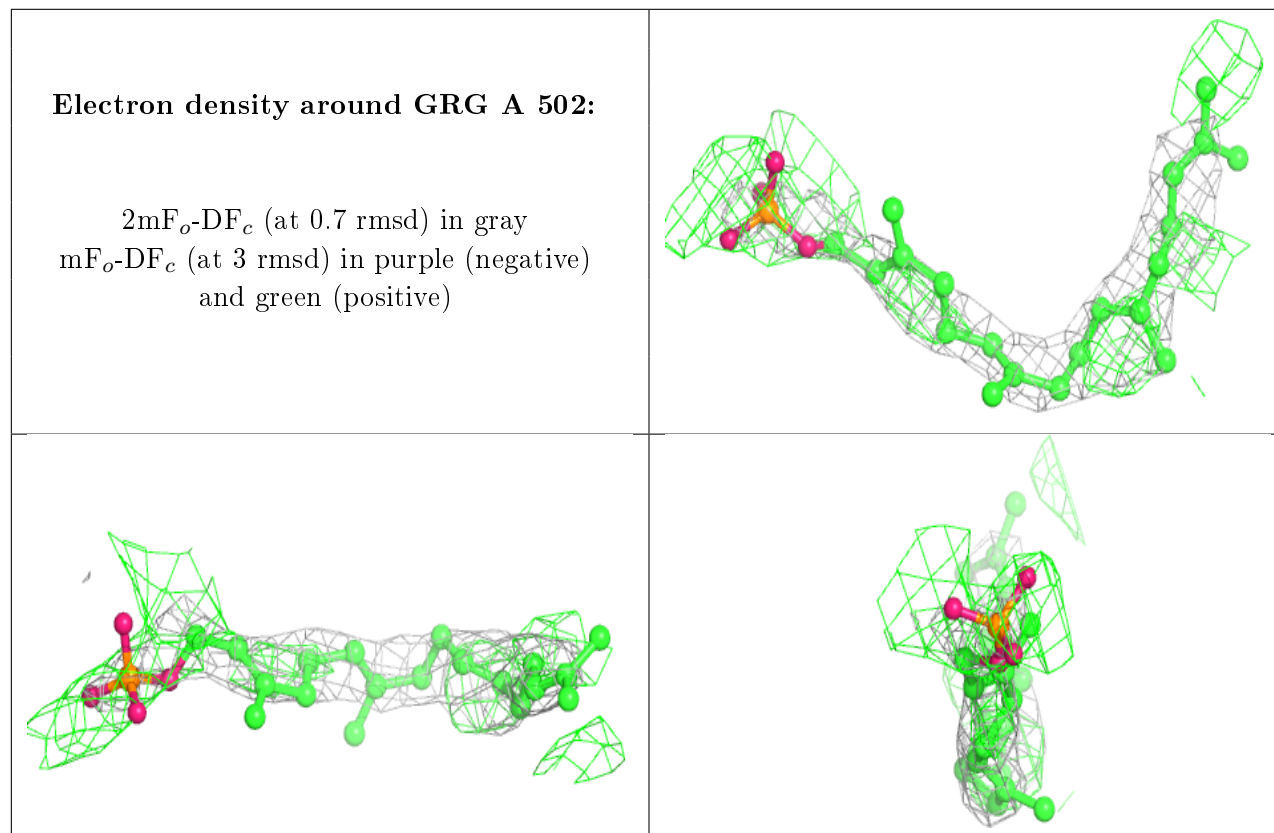 Electron density around GRG A 502:
2mFo-DFc (at 0.7 rmsd) in gray
mFo-DFc (at 3 rmsd) in purple (negative)
and green (positive)